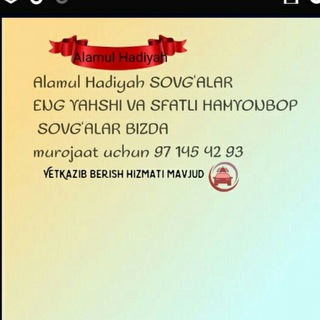 Alamul Hadiyah
Alamul Hadiyah SOVG'ALAR
ENG YAHSHI VA SFATLI HAMYONBOP
SOVG'ALAR BIZDA
murojaat uchun 97 145 42 93
YETKAZIB BERISH HIZMATI MAVJUD